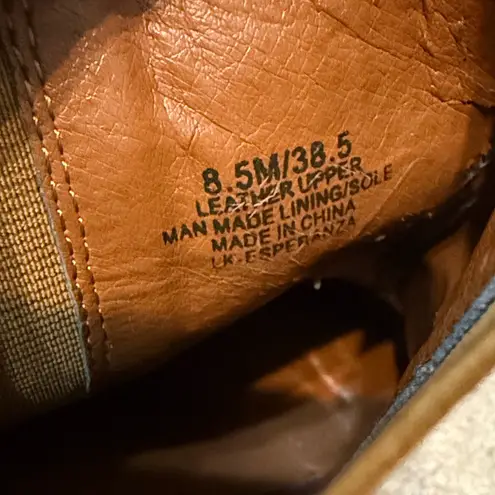 8.5M/38.5
LEATHER UPPER
MAN MADE LINING/SOLE
MADE IN CHINA
LK-ESPERANZA